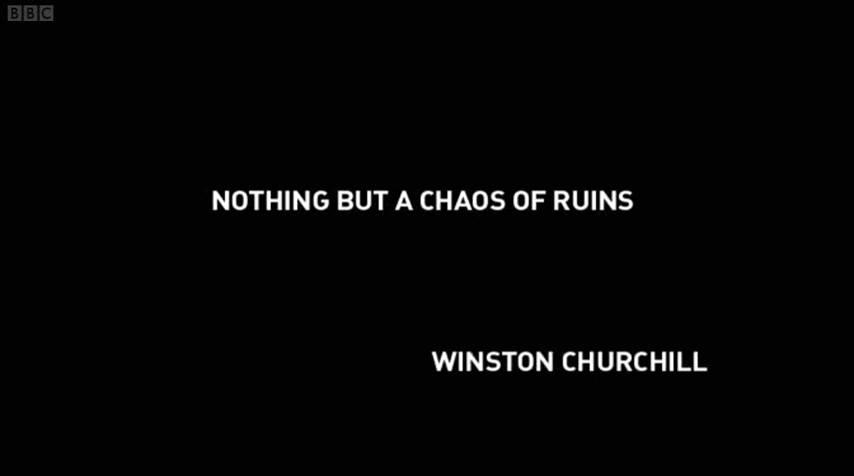 BBC
NOTHING BUT A CHAOS OF RUINS
WINSTON CHURCHILL